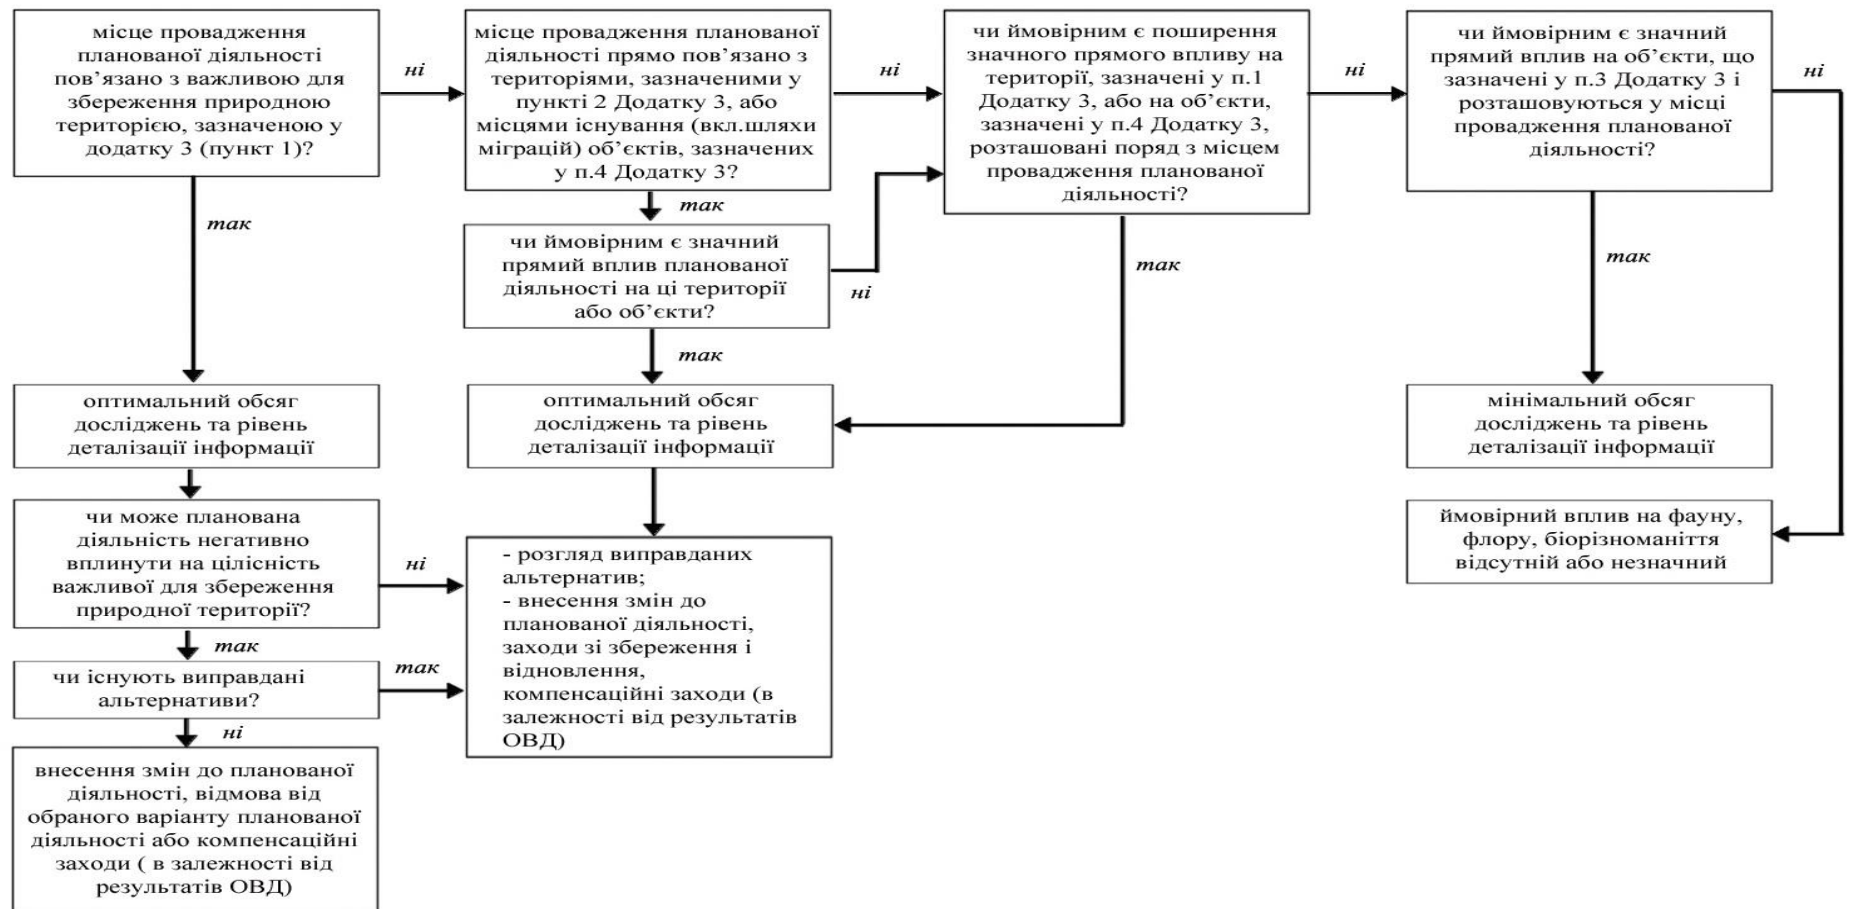 місце провадження
планованої діяльності
пов’язано з важливою для
збереження природною
територією, зазначеною у
додатку 3 (пункт 1)?
ні
місце провадження планованої
діяльності прямо пов’язано з
територіями, зазначеними у
пункті 2 Додатку 3, або
місцями існування (вкл.шляхи
міграцій) об’єктів, зазначених
у п.4 Додатку 3?
ні
чи ймовірним є поширення
значного прямого впливу на
території, зазначені у п.1
Додатку 3, або на об’єкти,
зазначені у п.4 Додатку 3,
розташовані поряд з місцем
провадження планованої
діяльності?
ні
чи ймовірним є значний
прямий вплив на об’єкти, що
зазначені у п.3 Додатку 3 і
розташовуються у місці
провадження планованої
діяльності?
ні
так
так
чи ймовірним є значний
прямий вплив планованої
діяльності на ці території
або об’єкти?
ні
так
так
так
оптимальний обсяг
досліджень та рівень
деталізації інформації
оптимальний обсяг
досліджень та рівень
деталізації інформації
мінімальний обсяг
досліджень та рівень
деталізації інформації
чи може планована
діяльність негативно
вплинути на цілісність
важливої для збереження
природної території?
ні
так
чи існують виправдані
альтернативи?
так
ні
внесення змін до планованої
діяльності, відмова від
обраного варіанту планованої
діяльності або компенсаційні
заходи ( в залежності від
результатів ОВД)
- розгляд виправданих
альтернатив;
- внесення змін до
планованої діяльності,
заходи зі збереження і
відновлення,
компенсаційні заходи (в
залежності від результатів
ОВД)
ймовірний вплив на фауну,
флору, біорізноманіття
відсутній або незначний